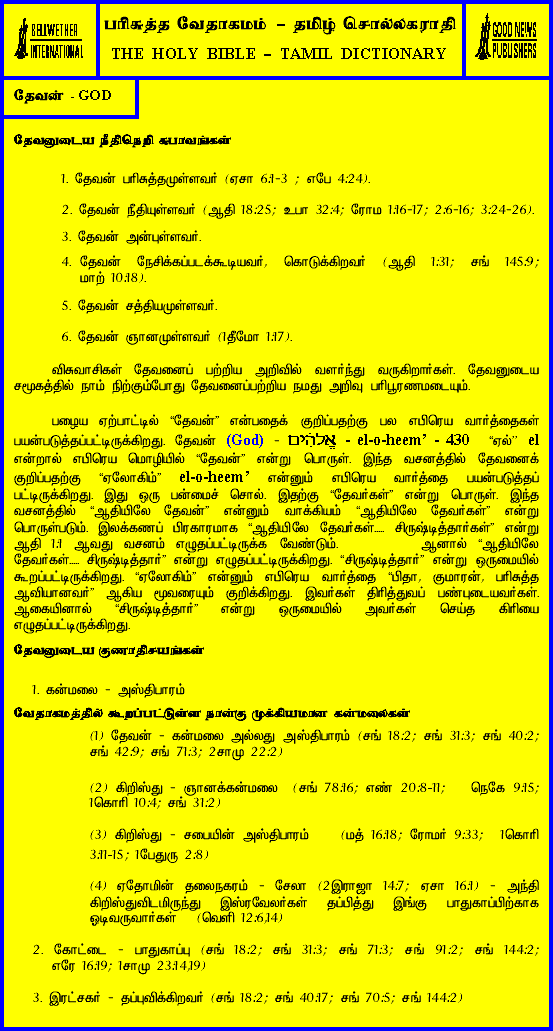 BELLWETHER
INTERNATIONAL
பரிசுத்த வேதாகமம் – தமிழ் சொல்லகராதி
THE HOLY BIBLE – TAMIL DICTIONARY
GOOD NEWS
PUBLISHERS
தேவன் - GOD
தேவனுடைய நீதிநெறி சுபாவங்கள்
1. தேவன் பரிசுத்தமுள்ளவர் (ஏசா 6:1-3 ; எபே 4:24).
2. தேவன் நீதியுள்ளவர் (ஆதி 18:25; உபா 32:4; ரோம 1:16-17; 2:6-16; 3:24-26).
3. தேவன் அன்புள்ளவர்.
4. தேவன் நேசிக்கப்படக்கூடியவர், கொடுக்கிறவர் (ஆதி 1:31; சங் 145:9;
மாற் 10:18).
5. தேவன் சத்தியமுள்ளவர்.
6. தேவன் ஞானமுள்ளவர் (1தீமோ 1:17).
விசுவாசிகள் தேவனைப் பற்றிய அறிவில் வளர்ந்து வருகிறார்கள். தேவனுடைய
சமூகத்தில் நாம் நிற்கும்போது தேவனைப்பற்றிய நமது அறிவு பரிபூரணமடையும்.
பழைய ஏற்பாட்டில் “தேவன்” என்பதைக் குறிப்பதற்கு பல எபிரெய வார்த்தைகள்
பயன்படுத்தப்பட்டிருக்கிறது. தேவன் (God) - אֱלֹהִים - el-o-heem’ - 430 “ஏல்” el
என்றால் எபிரெய மொழியில் “தேவன்” என்று பொருள். இந்த வசனத்தில் தேவனைக்
குறிப்பதற்கு “ஏலோகிம்” el-o-heem’ என்னும் எபிரெய வார்த்தை பயன்படுத்தப்
பட்டிருக்கிறது. இது ஒரு பன்மைச் சொல். இதற்கு “தேவர்கள்” என்று பொருள். இந்த
வசனத்தில் “ஆதியிலே தேவன்” என்னும் வாக்கியம் “ஆதியிலே தேவர்கள்” என்று
பொருள்படும். இலக்கணப் பிரகாரமாக “ஆதியிலே தேவர்கள்..... சிருஷ்டித்தார்கள்” என்று
ஆதி 1:1 ஆவது வசனம் எழுதப்பட்டிருக்க வேண்டும். ஆனால் “ஆதியிலே
தேவர்கள்..... சிருஷ்டித்தார்” என்று எழுதப்பட்டிருக்கிறது. “சிருஷ்டித்தார்” என்று ஒருமையில்
கூறப்பட்டிருக்கிறது. “ஏலோகிம்” என்னும் எபிரெய வார்த்தை “பிதா, குமாரன், பரிசுத்த
ஆவியானவர்” ஆகிய மூவரையும் குறிக்கிறது. இவர்கள் திரித்துவப் பண்புடையவர்கள்.
ஆகையினால் “சிருஷ்டித்தார்” என்று ஒருமையில் அவர்கள் செய்த கிரியை
எழுதப்பட்டிருக்கிறது.
தேவனுடைய குணாதிசயங்கள்
1. கன்மலை - அஸ்திபாரம்
வேதாகமத்தில் கூறப்பட்டுள்ள நான்கு முக்கியமான கன்மலைகள்
(1) தேவன் - கன்மலை அல்லது அஸ்திபாரம் (சங் 18:2; சங் 31:3; சங் 40:2;
சங் 42:9; சங் 71:3; 2சாமு 22:2)
(2) கிறிஸ்து - ஞானக்கன்மலை (சங் 78:16; எண் 20:8-11; நெகே 9:15;
1கொரி 10:4; சங் 31:2)
(3) கிறிஸ்து - சபையின் அஸ்திபாரம் (மத் 16:18; ரோமர் 9:33; 1கொரி
3:11-15; 1பேதுரு 2:8)
(4) ஏதோமின் தலைநகரம் - சேலா (2இராஜா 14:7; ஏசா 16:1) - அந்தி
கிறிஸ்துவிடமிருந்து இஸ்ரவேலர்கள் தப்பித்து இங்கு பாதுகாப்பிற்காக
ஓடிவருவார்கள் (வெளி 12:6,14)
2. கோட்டை - பாதுகாப்பு (சங் 18:2; சங் 31:3; சங் 71:3; சங் 91:2; சங் 144:2;
எரே 16:19; 1சாமு 23:14,19)
3. இரட்சகர் - தப்புவிக்கிறவர் (சங் 18:2; சங் 40:17; சங் 70:5; சங் 144:2)